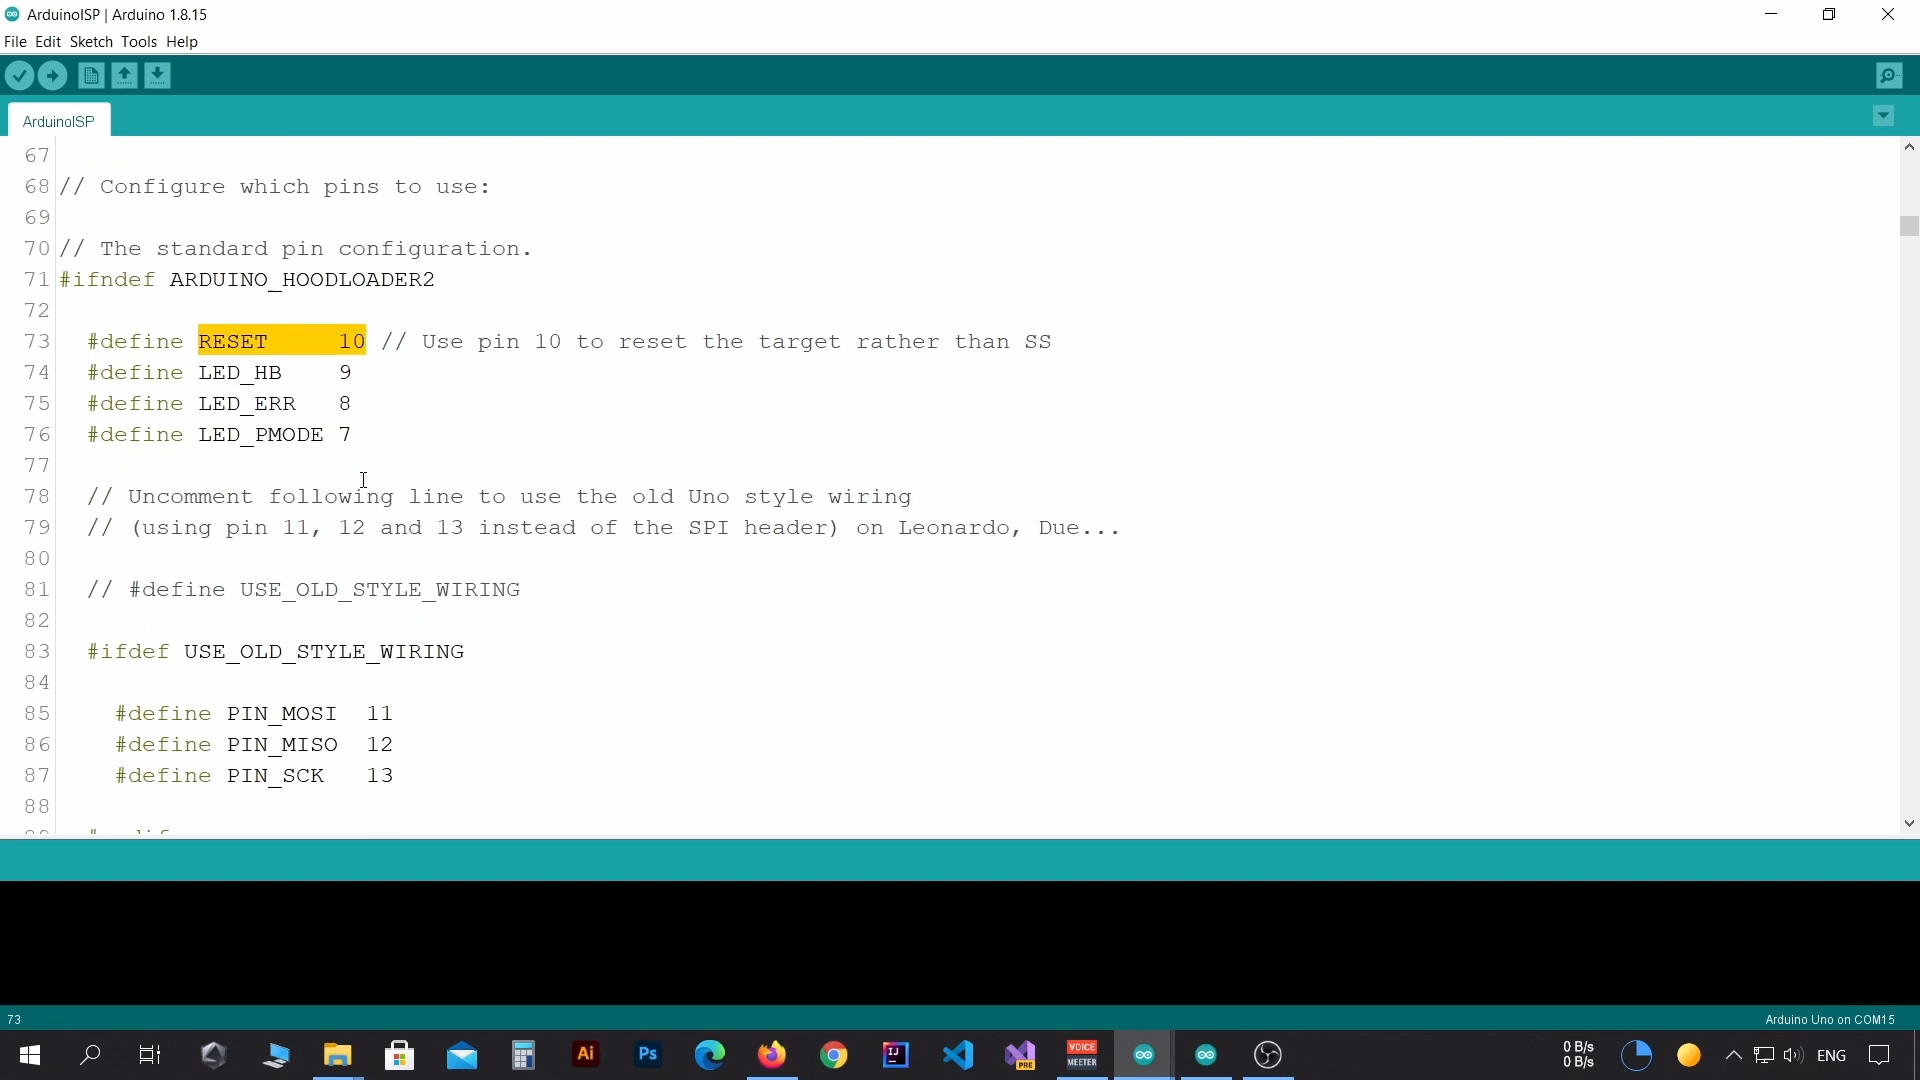 ArduinoISP | Arduino 1.8.15
File Edit Sketch Tools Help
ArduinoISP
67
68 // Configure which pins to use:
69
70 // The standard pin configuration.
71 #ifndef ARDUINO_HOODLOADER2
72
73 #define RESET 10 // Use pin 10 to reset the target rather than SS
74 #define LED_HB 9
75 #define LED_ERR 8
76 #define LED_PMODE 7
77
78 // Uncomment following line to use the old Uno style wiring
79 // (using pin 11, 12 and 13 instead of the SPI header) on Leonardo, Due...
80
81 // #define USE_OLD_STYLE_WIRING
82
83 #ifdef USE_OLD_STYLE_WIRING
84
85 #define PIN_MOSI 11
86 #define PIN_MISO 12
87 #define PIN_SCK 13
88
73
Arduino Uno on COM15
Ai
Ps
IJ
PRE
VOICE
MEETER
0 B/s
0 B/s
ENG